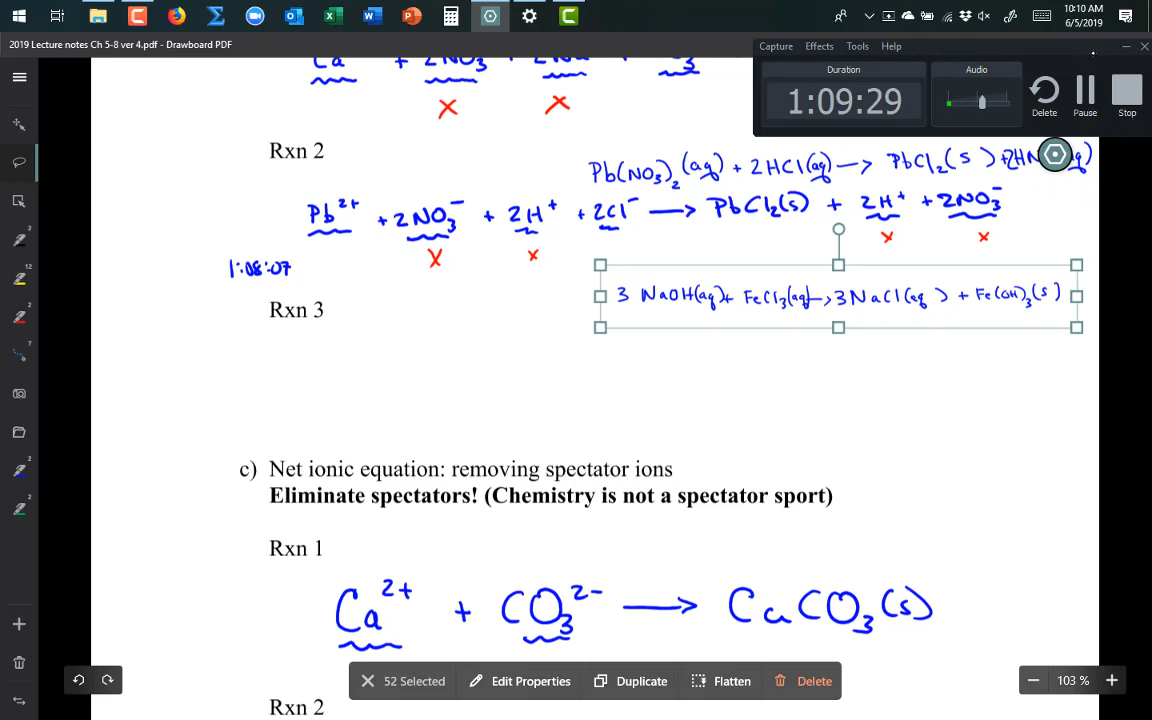 10:10 AM
6/5/2019
2019 Lecture notes Ch 5-8 ver 4.pdf - Drawboard PDF
Capture Effects Tools Help
Duration Audio
1:09:29
Delete Pause Stop
Ca + 2NO₃ +
x x
Rxn 2
Pb(NO₃)₂(aq) + 2HCl(aq) → PbCl₂(s) +
Pb²⁺ + 2NO₃⁻ + 2H⁺ + 2Cl⁻ → PbCl₂(s) + 2H⁺ + 2NO₃⁻
x x x x
1:08:07
3 NaOH(aq) + FeCl₃(aq) → 3NaCl(aq) + Fe(OH)₃(s)
Rxn 3
c) Net ionic equation: removing spectator ions
Eliminate spectators! (Chemistry is not a spectator sport)
Rxn 1
Ca²⁺ + CO₃²⁻ → CaCO₃(s)
52 Selected Edit Properties Duplicate Flatten Delete
103 %
Rxn 2